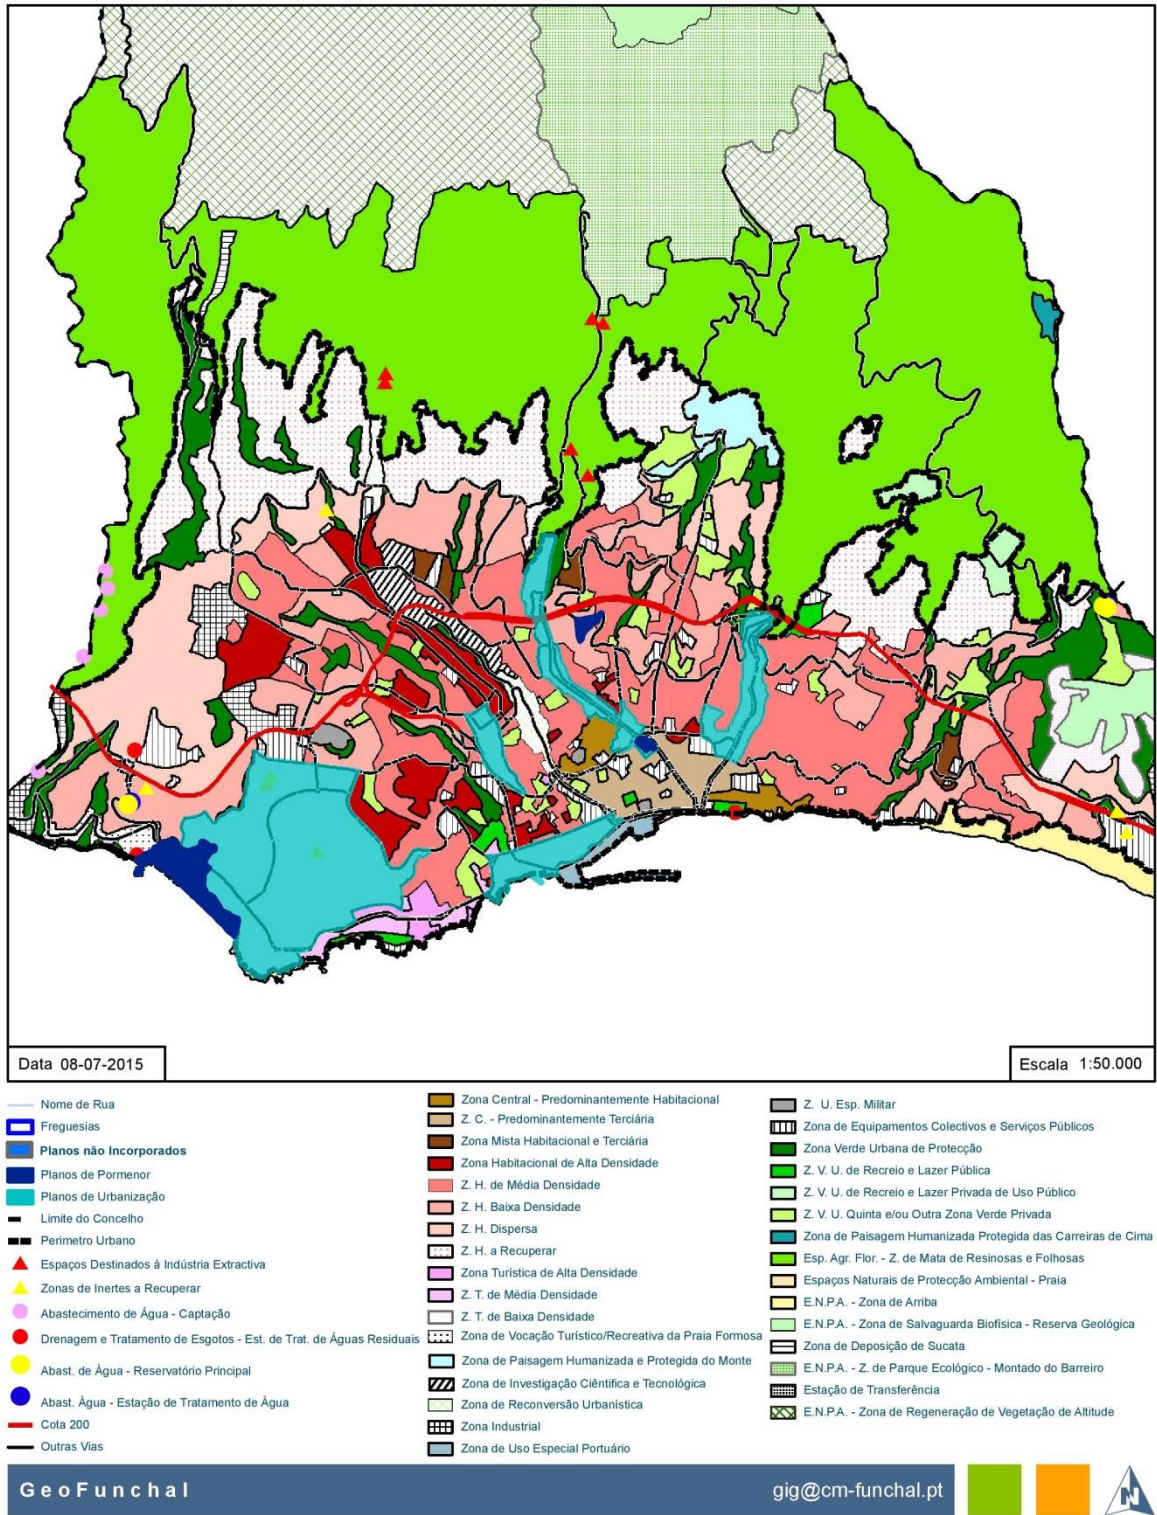 Data 08-07-2015
Escala 1:50.000
Nome de Rua
Freguesias
Planos não Incorporados
Planos de Pormenor
Planos de Urbanização
Limite do Concelho
Perimetro Urbano
Espaços Destinados à Indústria Extractiva
Zonas de Inertes a Recuperar
Abastecimento de Água - Captação
Drenagem e Tratamento de Esgotos - Est. de Trat. de Águas Residuais
Abast. de Àgua - Reservatório Principal
Abast. Àgua - Estação de Tratamento de Àgua
Cota 200
Outras Vias
Zona Central - Predominantemente Habitacional
Z. C. - Predominantemente Terciária
Zona Mista Habitacional e Terciária
Zona Habitacional de Alta Densidade
Z. H. de Média Densidade
Z. H. Baixa Densidade
Z. H. Dispersa
Z. H. a Recuperar
Zona Turística de Alta Densidade
Z. T. de Média Densidade
Z. T. de Baixa Densidade
Zona de Vocação Turístico/Recreativa da Praia Formosa
Zona de Paisagem Humanizada e Protegida do Monte
Zona de Investigação Ciêntifica e Tecnológica
Zona de Reconversão Urbanística
Zona Industrial
Zona de Uso Especial Portuário
Z. U. Esp. Militar
Zona de Equipamentos Colectivos e Serviços Públicos
Zona Verde Urbana de Protecção
Z. V. U. de Recreio e Lazer Pública
Z. V. U. de Recreio e Lazer Privada de Uso Público
Z. V. U. Quinta e/ou Outra Zona Verde Privada
Zona de Paisagem Humanizada Protegida das Carreiras de Cima
Esp. Agr. Flor. - Z. de Mata de Resinosas e Folhosas
Espaços Naturais de Protecção Ambiental - Praia
E.N.P.A. - Zona de Arriba
E.N.P.A. - Zona de Salvaguarda Biofísica - Reserva Geológica
Zona de Deposição de Sucata
E.N.P.A. - Z. de Parque Ecológico - Montado do Barreiro
Estação de Transferência
E.N.P.A. - Zona de Regeneração de Vegetação de Altitude
GeoFunchal
gig@cm-funchal.pt
N